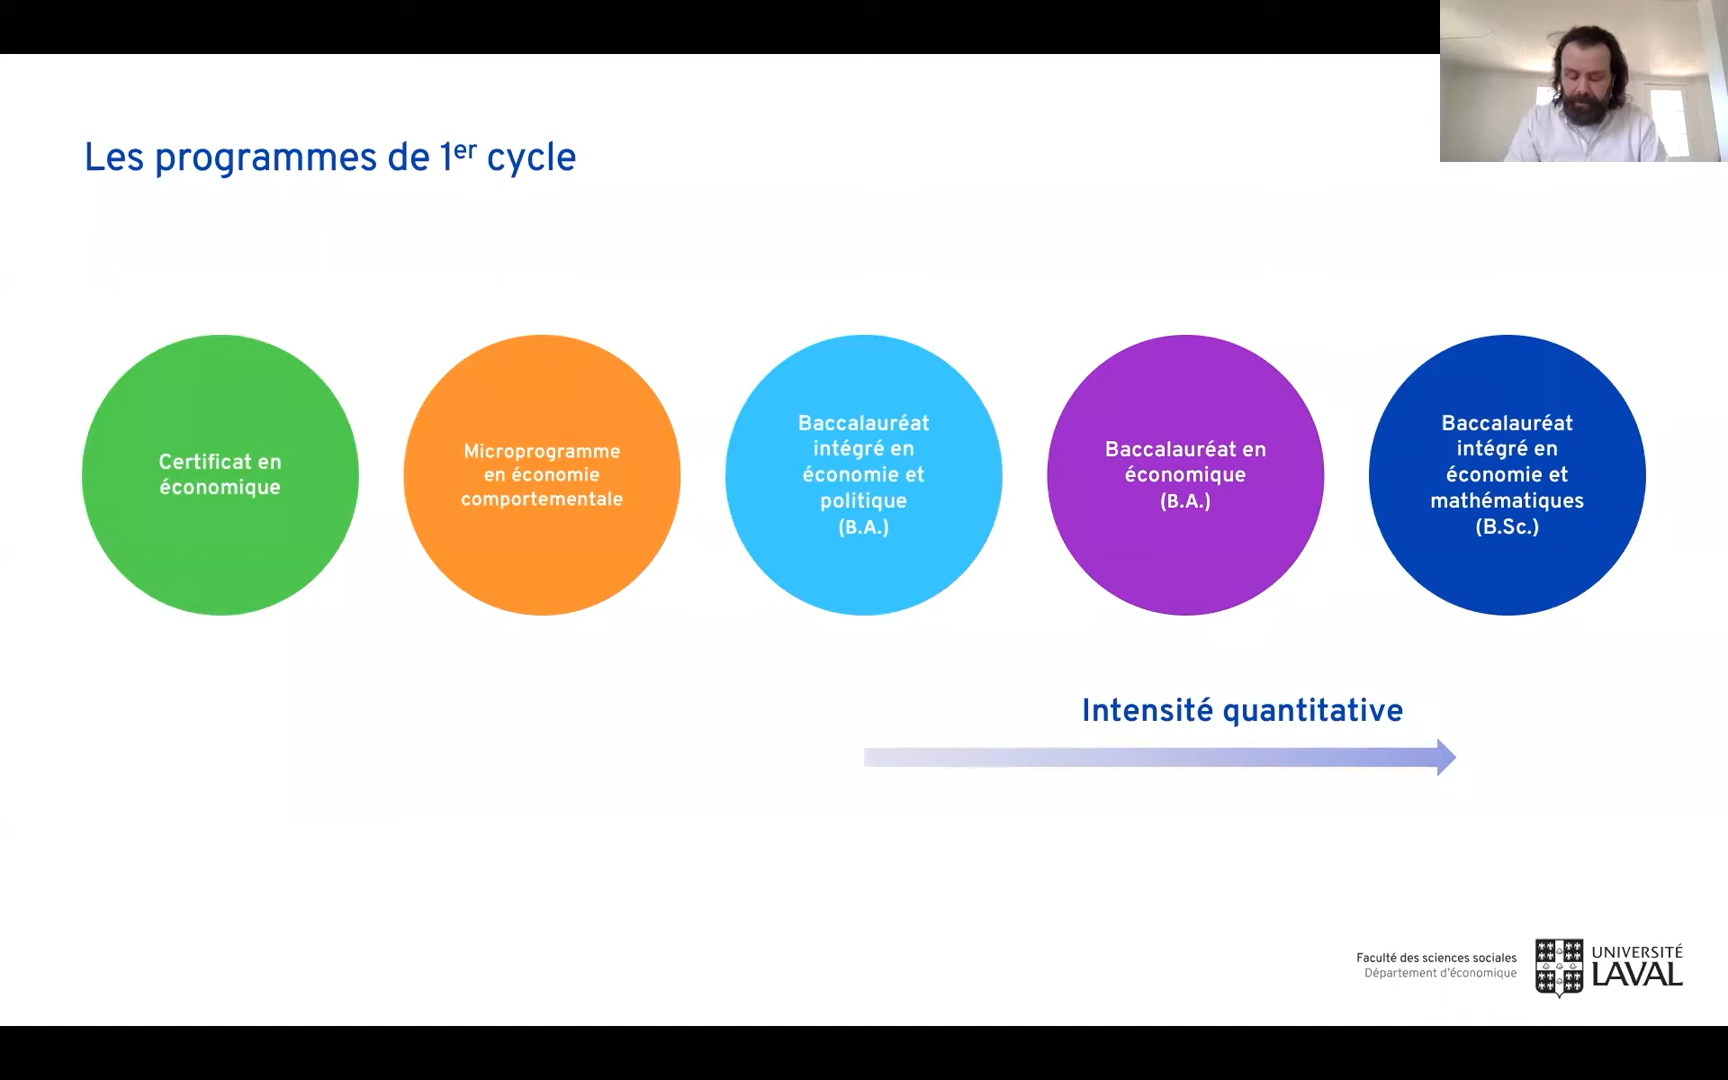 Les programmes de 1er cycle
Certificat en
économique
Microprogramme
en économie
comportementale
Baccalauréat
intégré en
économie et
politique
(B.A.)
Baccalauréat en
économique
(B.A.)
Baccalauréat
intégré en
économie et
mathématiques
(B.Sc.)
Intensité quantitative
Faculté des sciences sociales
Département d'économique
UNIVERSITÉ
LAVAL